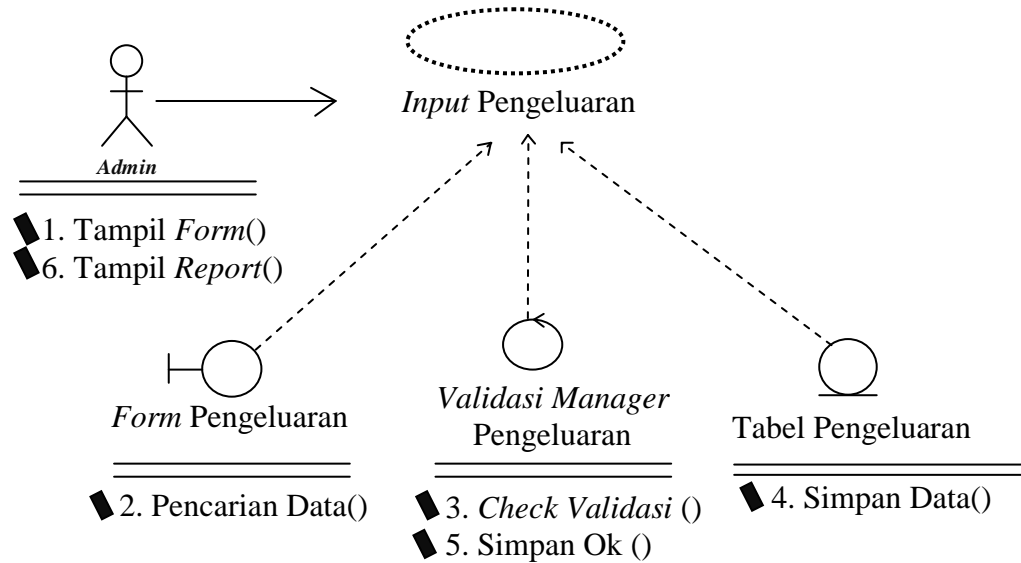 Input Pengeluaran
Admin
1. Tampil Form()
6. Tampil Report()
Form Pengeluaran
2. Pencarian Data()
Validasi Manager
Pengeluaran
3. Check Validasi ()
5. Simpan Ok ()
Tabel Pengeluaran
4. Simpan Data()